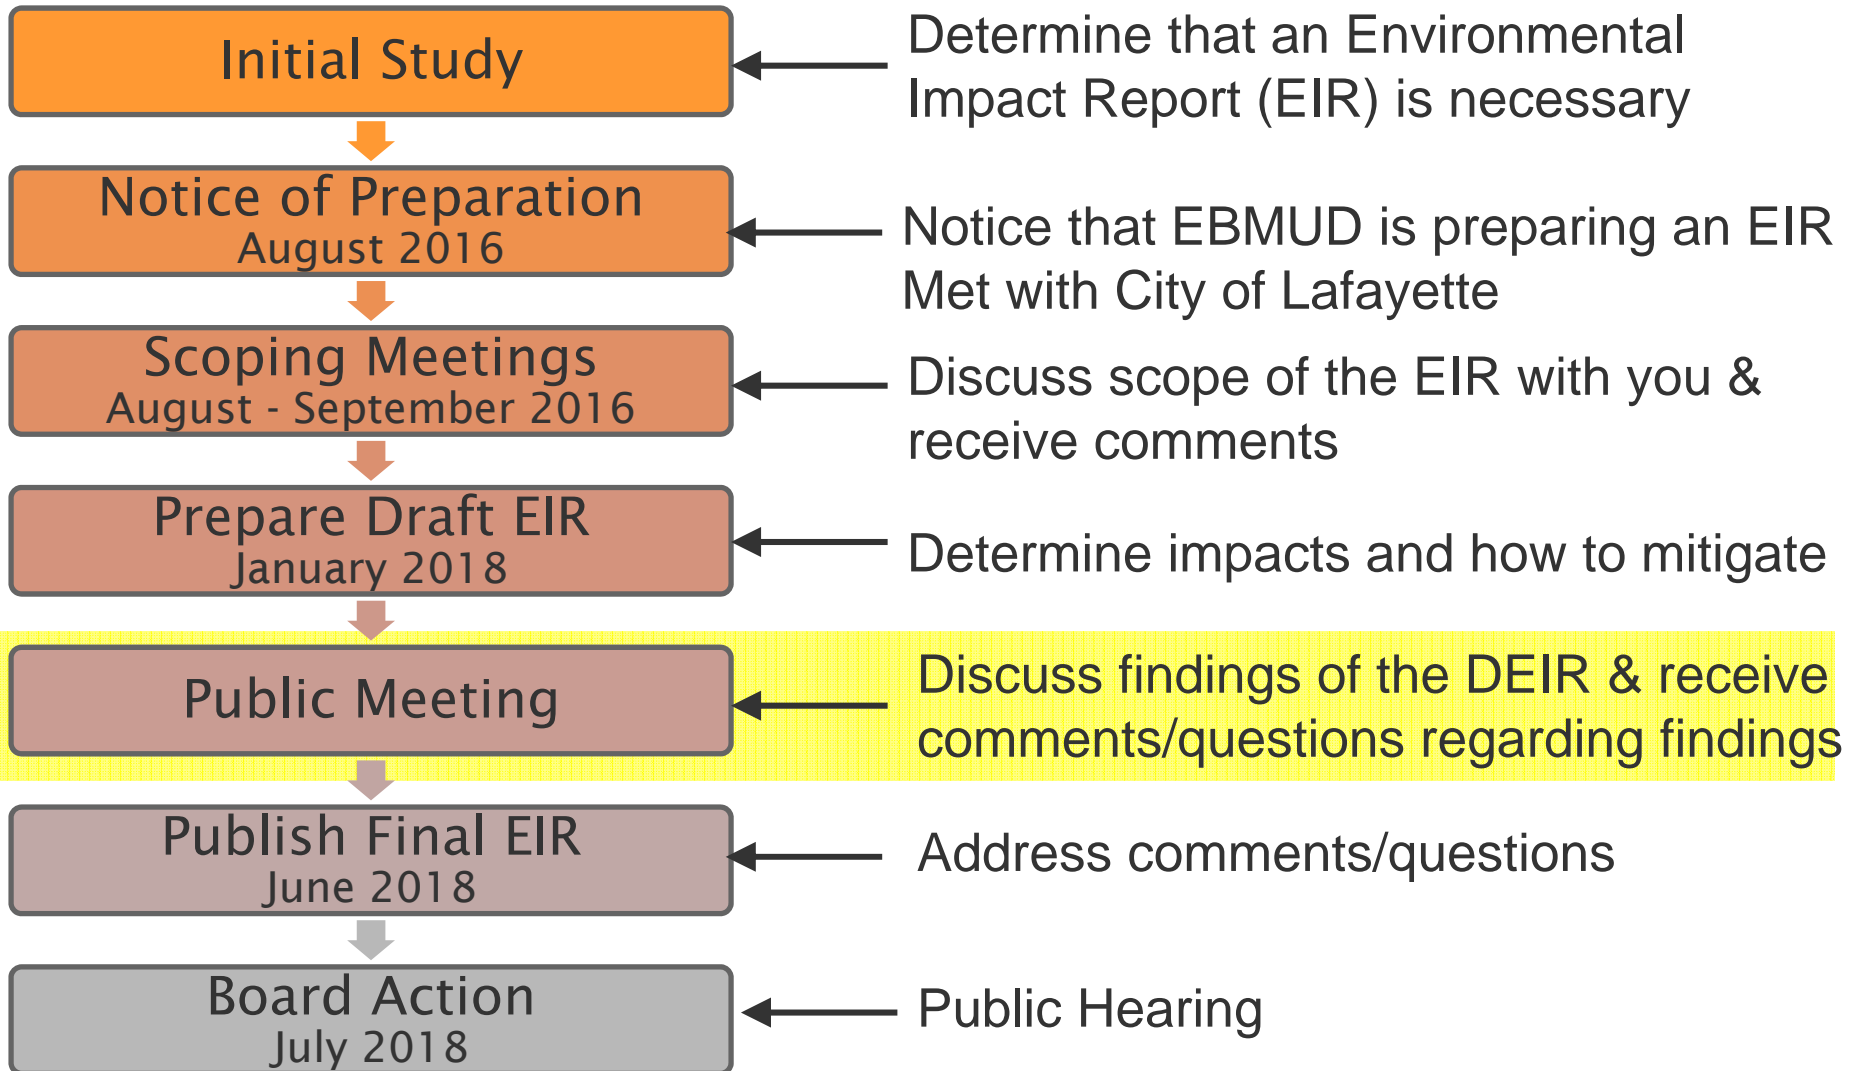 Initial Study
Determine that an Environmental
Impact Report (EIR) is necessary
Notice of Preparation
August 2016
Notice that EBMUD is preparing an EIR
Met with City of Lafayette
Scoping Meetings
August - September 2016
Discuss scope of the EIR with you &
receive comments
Prepare Draft EIR
January 2018
Determine impacts and how to mitigate
Public Meeting
Discuss findings of the DEIR & receive
comments/questions regarding findings
Publish Final EIR
June 2018
Address comments/questions
Board Action
July 2018
Public Hearing